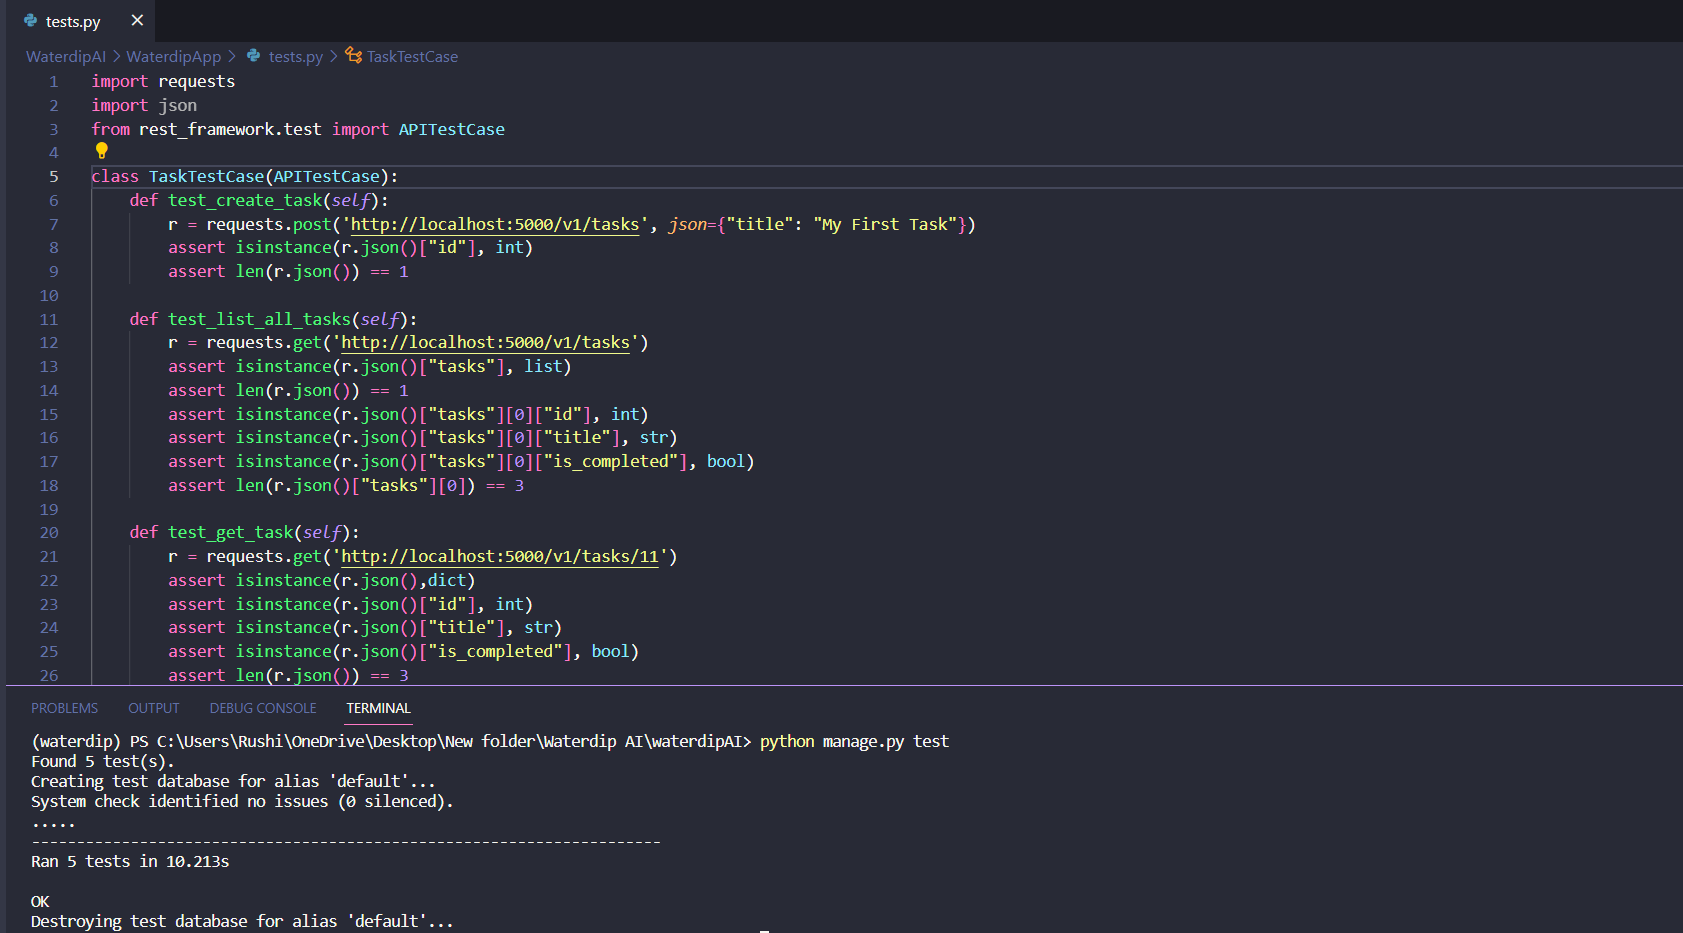 tests.py ×
WaterdipAI > WaterdipApp > tests.py > TaskTestCase
1 import requests
2 import json
3 from rest_framework.test import APITestCase
4
5 class TaskTestCase(APITestCase):
6     def test_create_task(self):
7         r = requests.post('http://localhost:5000/v1/tasks', json={"title": "My First Task"})
8         assert isinstance(r.json()["id"], int)
9         assert len(r.json()) == 1
10
11     def test_list_all_tasks(self):
12         r = requests.get('http://localhost:5000/v1/tasks')
13         assert isinstance(r.json()["tasks"], list)
14         assert len(r.json()) == 1
15         assert isinstance(r.json()["tasks"][0]["id"], int)
16         assert isinstance(r.json()["tasks"][0]["title"], str)
17         assert isinstance(r.json()["tasks"][0]["is_completed"], bool)
18         assert len(r.json()["tasks"][0]) == 3
19
20     def test_get_task(self):
21         r = requests.get('http://localhost:5000/v1/tasks/11')
22         assert isinstance(r.json(),dict)
23         assert isinstance(r.json()["id"], int)
24         assert isinstance(r.json()["title"], str)
25         assert isinstance(r.json()["is_completed"], bool)
26         assert len(r.json()) == 3
PROBLEMS OUTPUT DEBUG CONSOLE TERMINAL
(waterdip) PS C:\Users\Rushi\OneDrive\Desktop\New folder\Waterdip AI\waterdipAI> python manage.py test
Found 5 test(s).
Creating test database for alias 'default'...
System check identified no issues (0 silenced).
.....
----------------------------------------------------------------------
Ran 5 tests in 10.213s
OK
Destroying test database for alias 'default'...